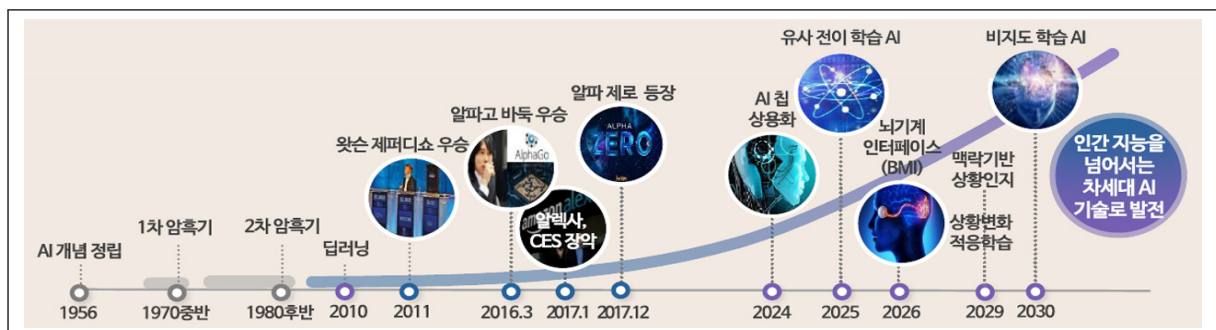 유사 전이 학습 AI
비지도 학습 AI
알파고 바둑 우승
알파 제로 등장
AI 칩
상용화
왓슨 제퍼디쇼 우승
AlphaGo
ALPHA
ZERO
뇌기계
인터페이스
(BMI)
맥락기반
상황인지
인간 지능을
넘어서는
차세대 AI
기술로 발전
1차 암흑기
2차 암흑기
amazon alexa
알렉사,
CES 장악
상황변화
적응학습
AI 개념 정립
딥러닝
1956
1970중반
1980후반
2010
2011
2016.3
2017.1
2017.12
2024
2025
2026
2029
2030